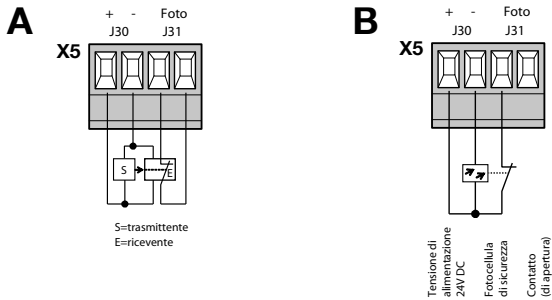 A
+ - Foto
J30 J31
X5
S
E
S=trasmittente
E=ricevente
B
+ - Foto
J30 J31
X5
Tensione di
alimentazione
24V DC
Fotocellula
di sicurezza
Contatto
(di apertura)